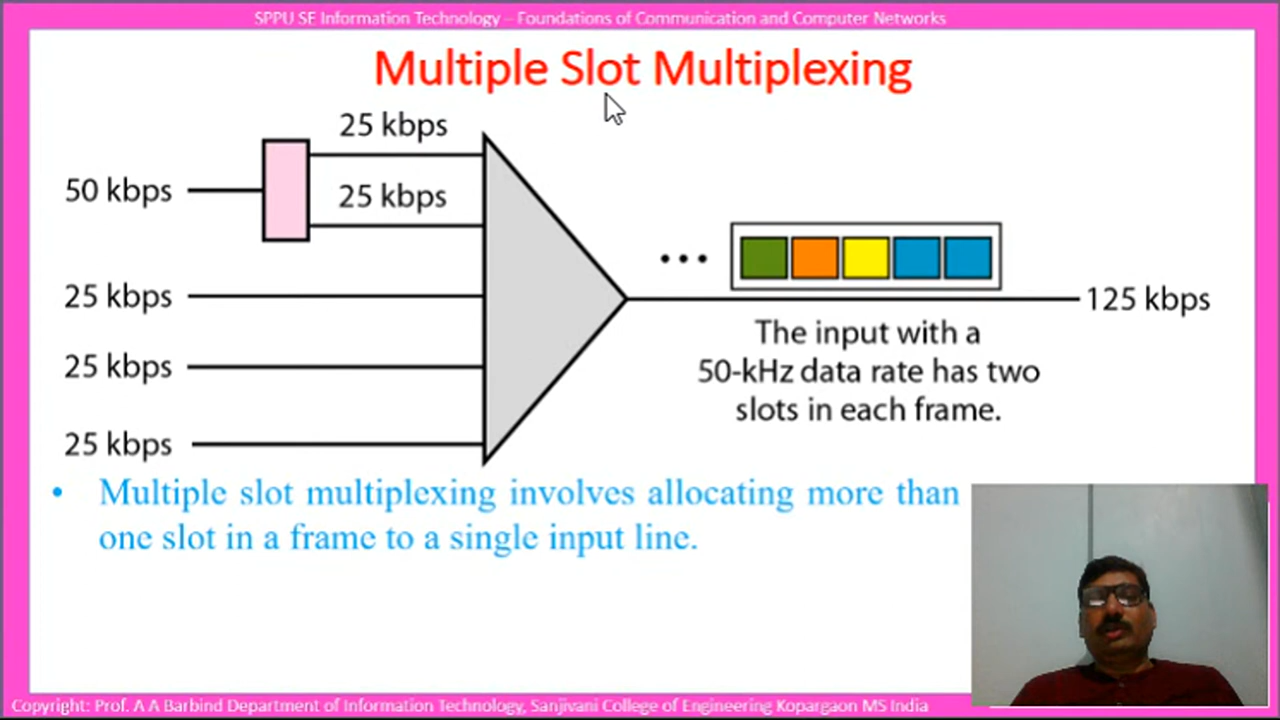 SPPU SE Information Technology – Foundations of Communication and Computer Networks
Multiple Slot Multiplexing
25 kbps
50 kbps
25 kbps
25 kbps
125 kbps
The input with a
25 kbps
50-kHz data rate has two
slots in each frame.
25 kbps
• Multiple slot multiplexing involves allocating more than
one slot in a frame to a single input line.
Copyright: Prof. A A Barbind Department of Information Technology, Sanjivani College of Engineering Kopargaon MS India